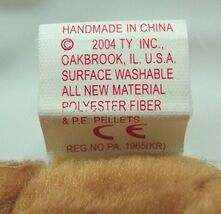 HANDMADE IN CHINA
© 2004 TY INC.,
OAKBROOK, IL. U.S.A.
SURFACE WASHABLE
ALL NEW MATERIAL
POLYESTER FIBER
& P.E. PELLETS
CE
REG.NO PA. 1965(KR)